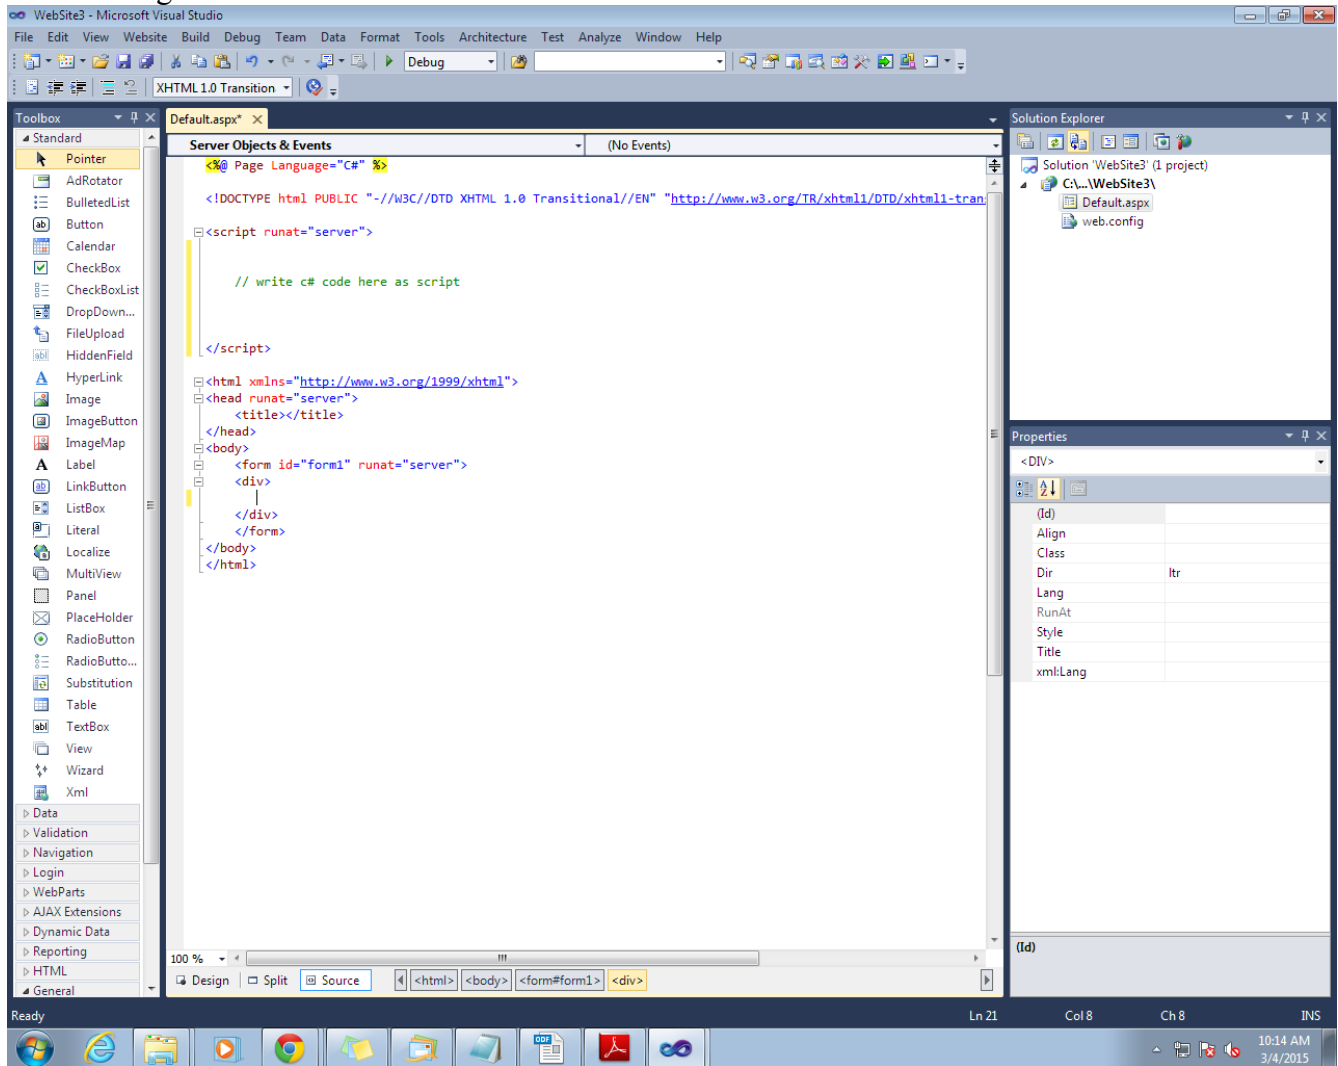 WebSite3 - Microsoft Visual Studio
File Edit View Website Build Debug Team Data Format Tools Architecture Test Analyze Window Help
Debug
XHTML 1.0 Transition
Toolbox
Standard
Pointer
AdRotator
BulletedList
Button
Calendar
CheckBox
CheckBoxList
DropDown...
FileUpload
HiddenField
HyperLink
Image
ImageButton
ImageMap
Label
LinkButton
ListBox
Literal
Localize
MultiView
Panel
PlaceHolder
RadioButton
RadioButto...
Substitution
Table
TextBox
View
Wizard
Xml
Data
Validation
Navigation
Login
WebParts
AJAX Extensions
Dynamic Data
Reporting
HTML
General
Default.aspx*
Server Objects & Events (No Events)
<%@ Page Language="C#" %>
<!DOCTYPE html PUBLIC "-//W3C//DTD XHTML 1.0 Transitional//EN" "http://www.w3.org/TR/xhtml1/DTD/xhtml1-tran
<script runat="server">
// write c# code here as script
</script>
<html xmlns="http://www.w3.org/1999/xhtml">
<head runat="server">
<title></title>
</head>
<body>
<form id="form1" runat="server">
<div>
</div>
</form>
</body>
</html>
100 %
Design Split Source <html> <body> <form#form1> <div>
Solution Explorer
Solution 'WebSite3' (1 project)
C:\...\WebSite3\
Default.aspx
web.config
Properties
<DIV>
(Id)
Align
Class
Dir ltr
Lang
RunAt
Style
Title
xml:Lang
(Id)
Ready Ln 21 Col 8 Ch 8 INS
ODF
10:14 AM
3/4/2015